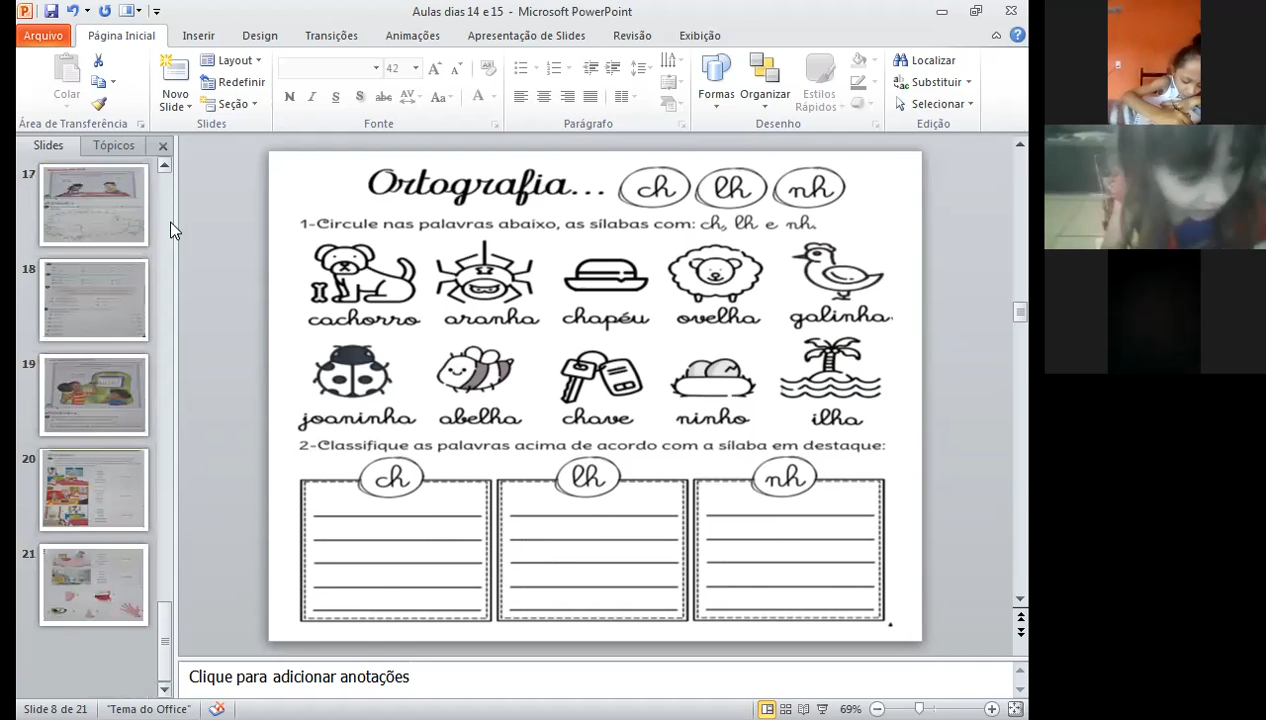 Aulas dias 14 e 15 - Microsoft PowerPoint
Arquivo Página Inicial Inserir Design Transições Animações Apresentação de Slides Revisão Exibição
Colar
Área de Transferência
Novo Slide
Layout
Redefinir
Seção
Slides
42
N I S S abc AV Aa A
Fonte
Parágrafo
Formas
Organizar
Estilos Rápidos
Desenho
Localizar
Substituir
Selecionar
Edição
Slides Tópicos
17
18
19
20
21
Ortografia... ch lh nh
1-Circule nas palavras abaixo, as sílabas com: ch, lh e nh.
cachorro aranha chapéu ovelha galinha
joaninha abelha chave ninho ilha
2-Classifique as palavras acima de acordo com a sílaba em destaque:
ch lh nh
Clique para adicionar anotações
Slide 8 de 21 "Tema do Office" 69%